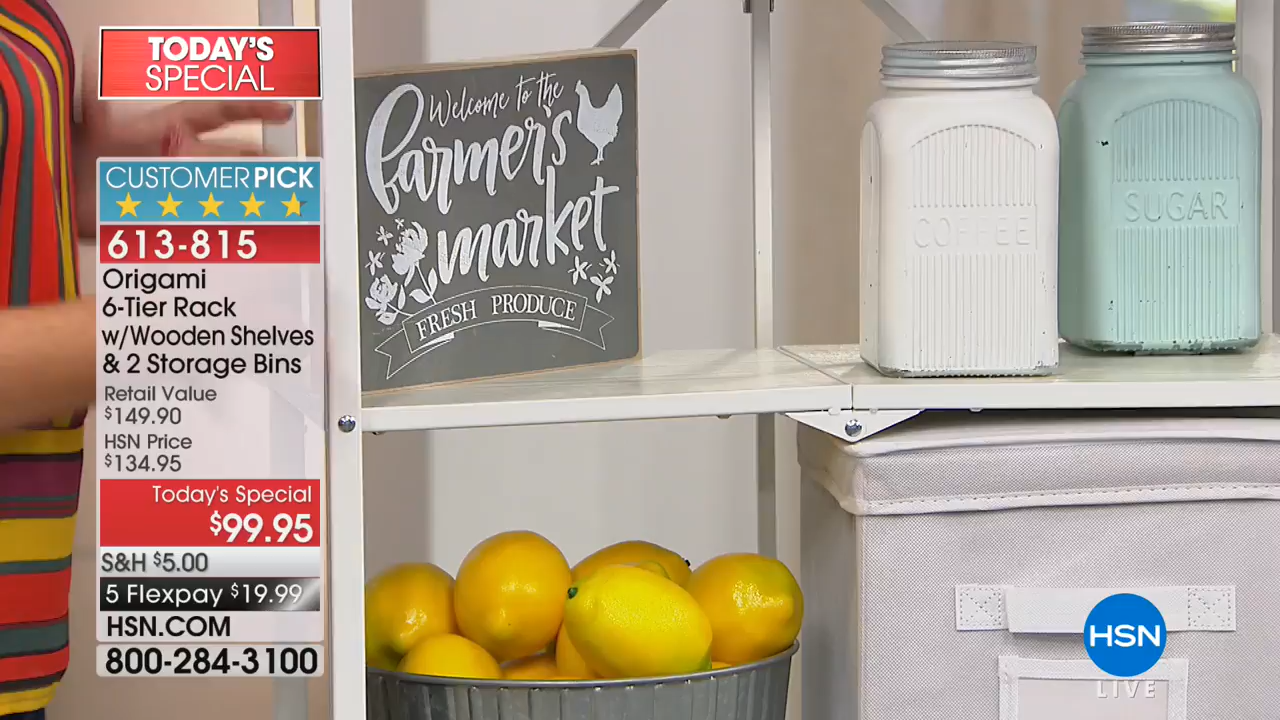 TODAY'S
SPECIAL
CUSTOMER PICK
613-815
Origami
6-Tier Rack
w/Wooden Shelves
& 2 Storage Bins
Retail Value
$149.90
HSN Price
$134.95
Today's Special
$99.95
S&H $5.00
5 Flexpay $19.99
HSN.COM
800-284-3100
Welcome to the
farmer's
market
FRESH PRODUCE
COFFEE
SUGAR
HSN
LIVE